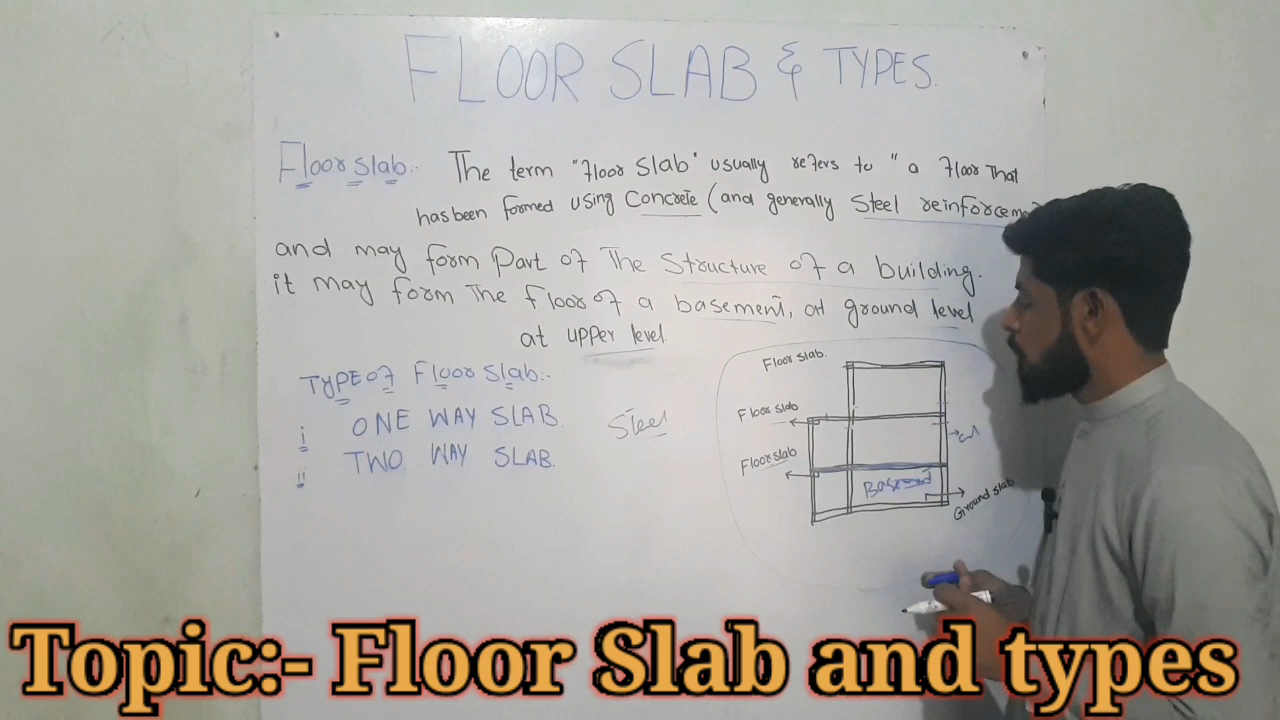 FLOOR SLAB & TYPES.
Floor slab:- The term "Floor Slab" usually refers to "a Floor That
has been formed using Concrete (and generally Steel reinforceme
and may form Part of The Structure of a building.
it may form The Floor of a basement, at ground level
at upper level.
TYPE of Floor Slab:-
i ONE WAY SLAB.
ii TWO WAY SLAB.
Steel
Floor Slab.
Floor slab
Floor slab
Ground slab
Topic:- Floor Slab and types